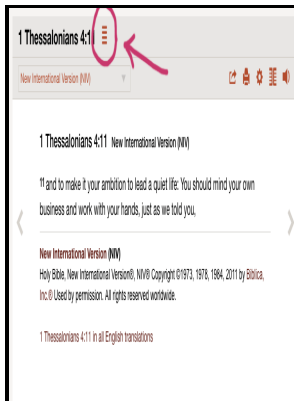 1 Thessalonians 4:11
New International Version (NIV)
1 Thessalonians 4:11 New International Version (NIV)
11 and to make it your ambition to lead a quiet life: You should mind your own
business and work with your hands, just as we told you,
New International Version (NIV)
Holy Bible, New International Version®, NIV® Copyright ©1973, 1978, 1984, 2011 by Biblica,
Inc.® Used by permission. All rights reserved worldwide.
1 Thessalonians 4:11 in all English translations